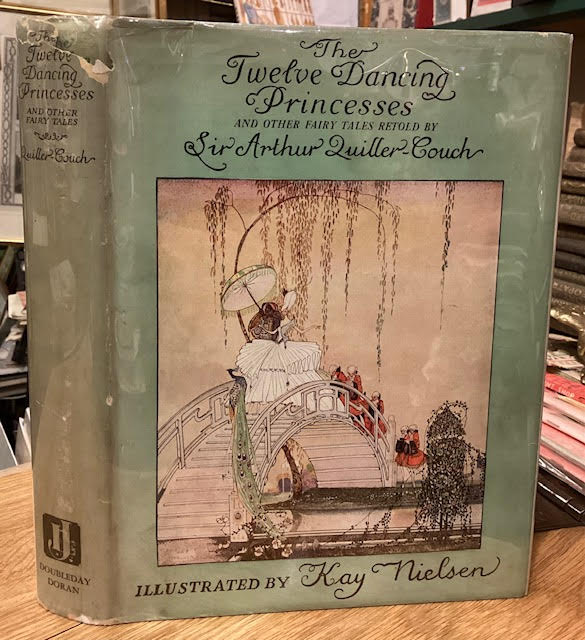 The
Twelve
Dancing
Princesses
AND OTHER
FAIRY TALES
Quiller-Couch
DOUBLEDAY
DORAN
The
Twelve Dancing
Princesses
AND OTHER FAIRY TALES RETOLD BY
Sir Arthur Quiller-Couch
ILLUSTRATED BY Kay Nielsen